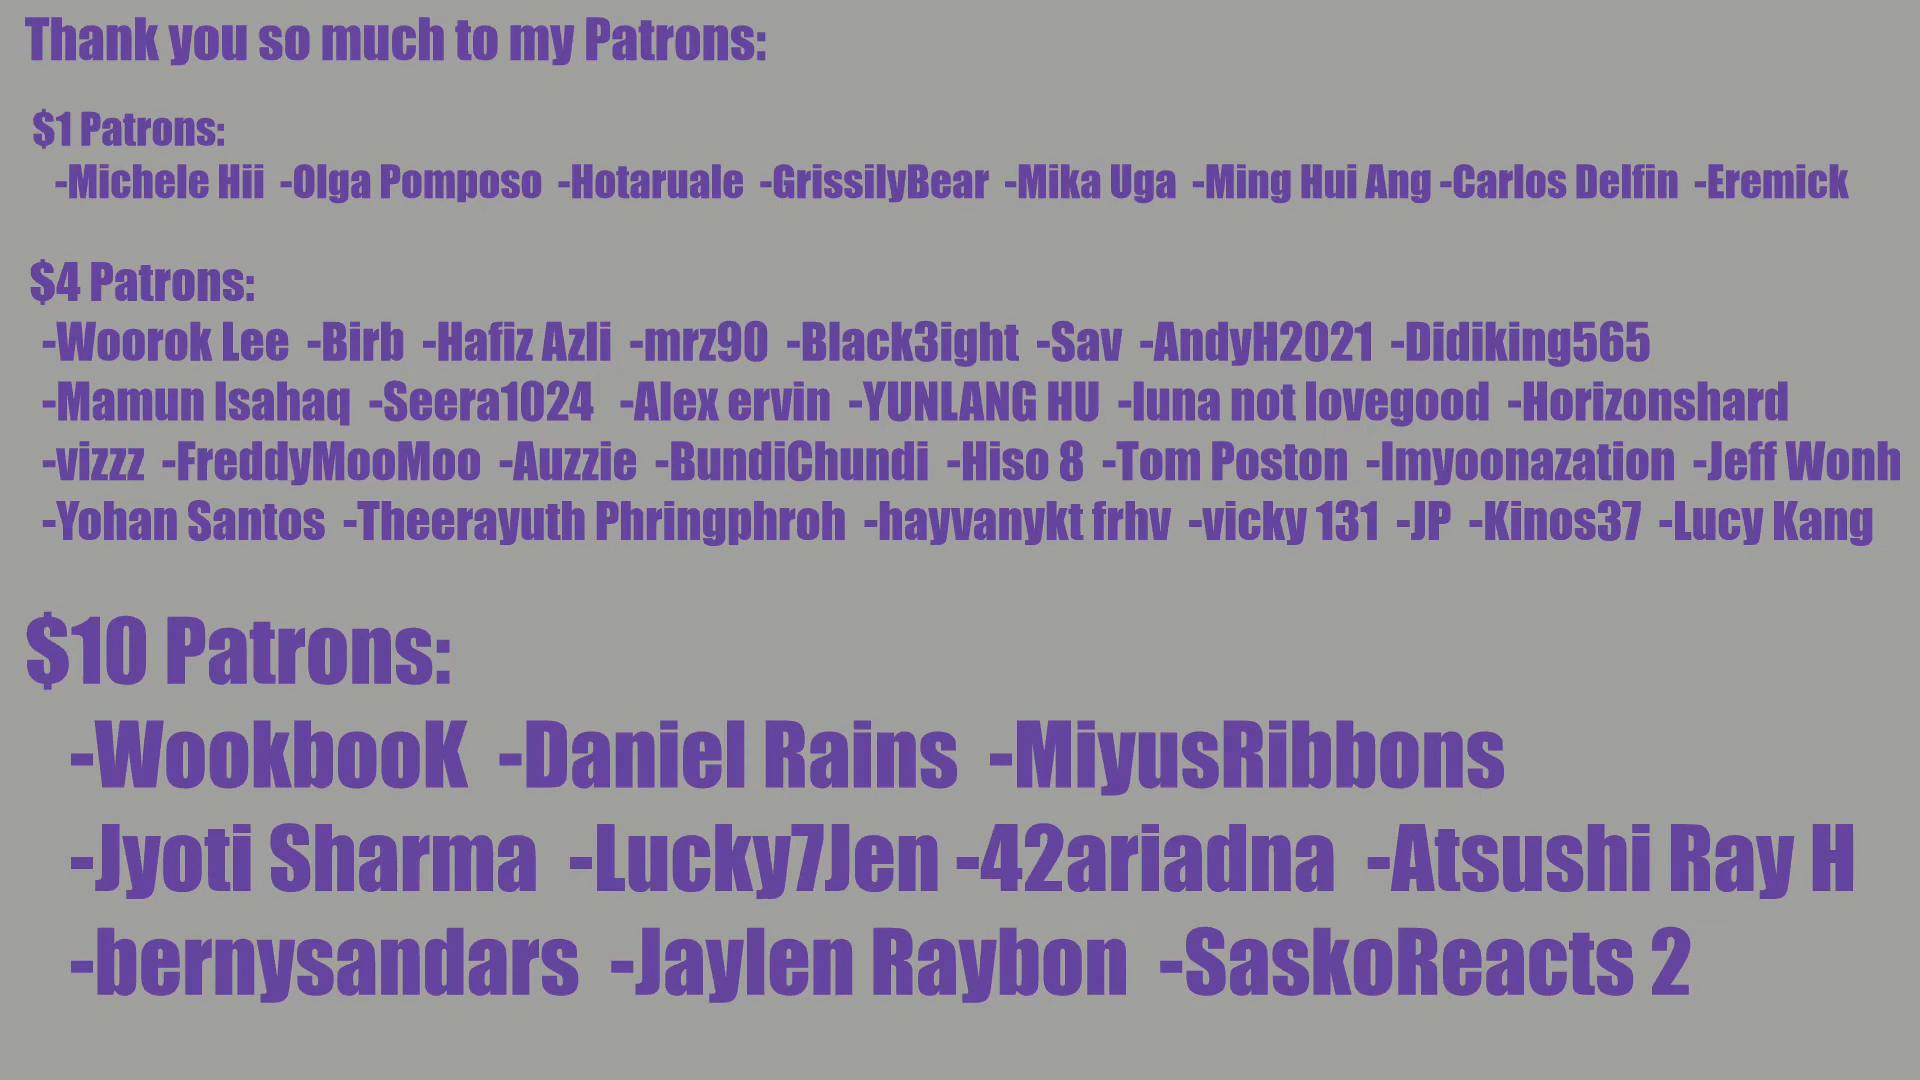 Thank you so much to my Patrons:
$1 Patrons:
-Michele Hii -Olga Pomposo -Hotaruale -GrissilyBear -Mika Uga -Ming Hui Ang -Carlos Delfin -Eremick
$4 Patrons:
-Woorok Lee -Birb -Hafiz Azli -mrz90 -Black3ight -Sav -AndyH2021 -Didiking565
-Mamun Isahaq -Seera1024 -Alex ervin -YUNLANG HU -luna not lovegood -Horizonshard
-vizzz -FreddyMooMoo -Auzzie -BundiChundi -Hiso 8 -Tom Poston -Imyoonazation -Jeff Wonh
-Yohan Santos -Theerayuth Phringphroh -hayvanykt frhv -vicky 131 -JP -Kinos37 -Lucy Kang
$10 Patrons:
-WookbooK -Daniel Rains -MiyusRibbons
-Jyoti Sharma -Lucky7Jen -42ariadna -Atsushi Ray H
-bernysandars -Jaylen Raybon -SaskoReacts 2